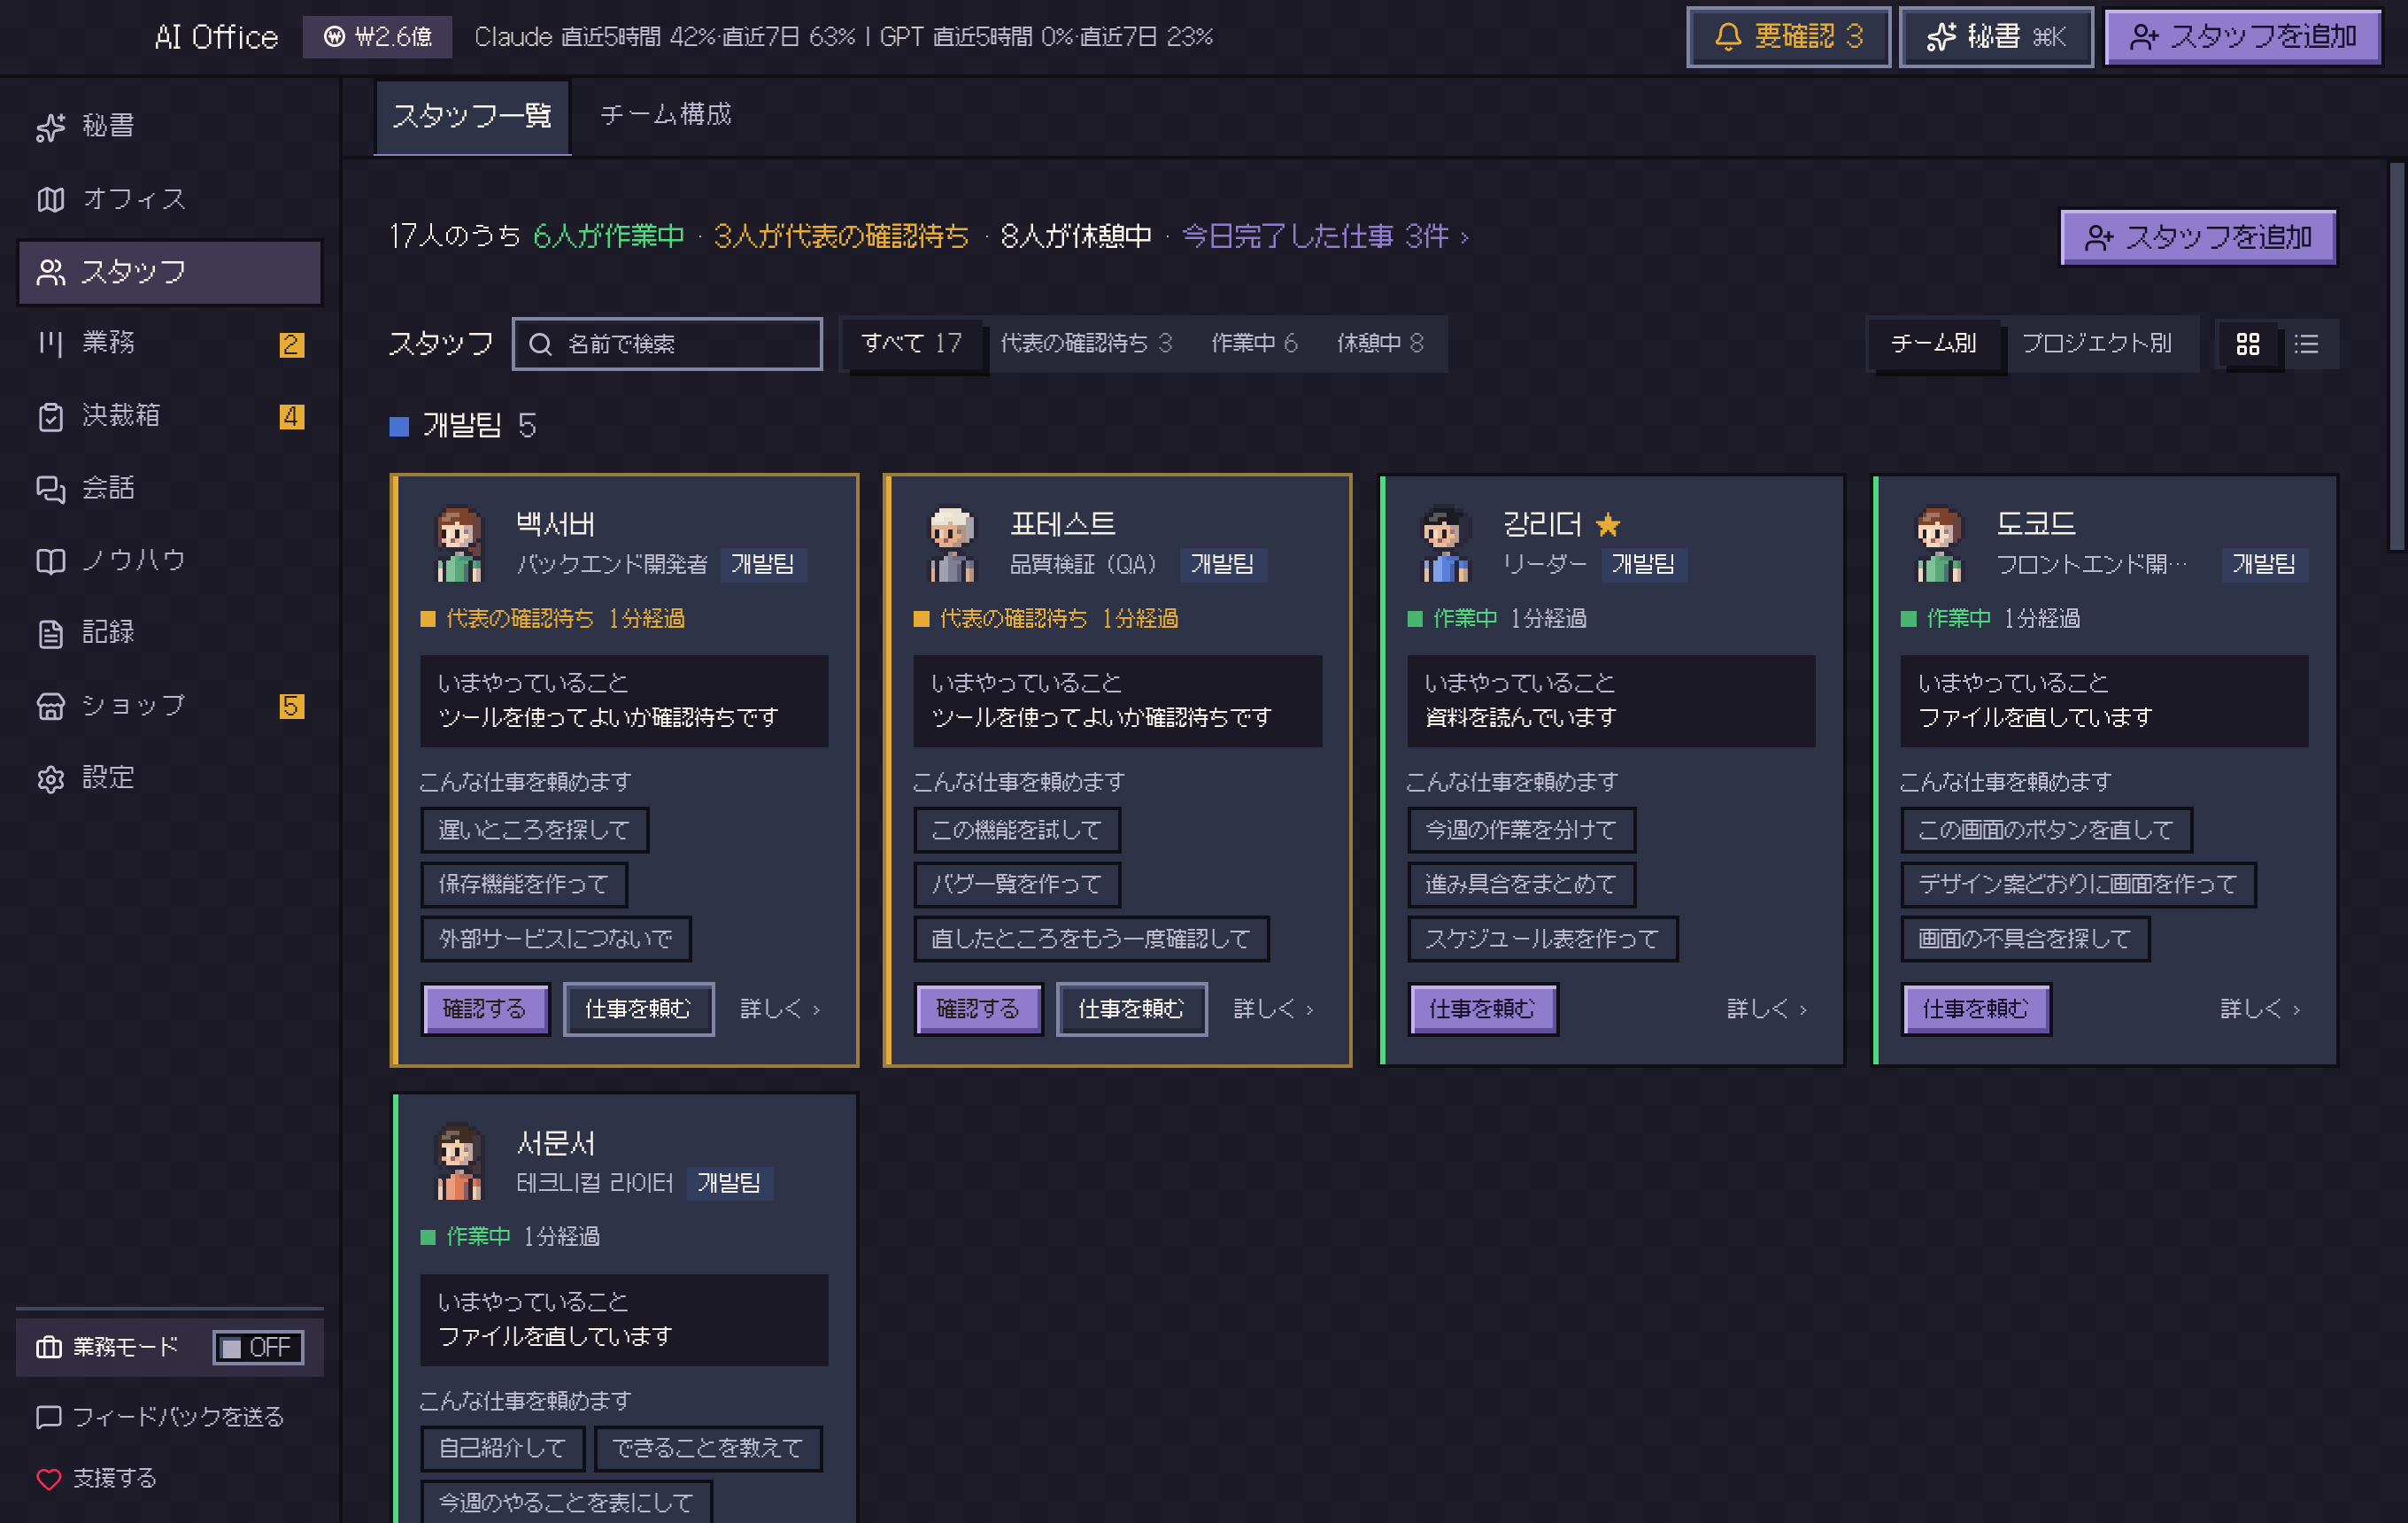 AI Office ₩2.6億 Claude 直近5時間 42%·直近7日 63% | GPT 直近5時間 0%·直近7日 23% 要確認 3 秘書 ⌘K スタッフを追加
秘書
オフィス
スタッフ
業務 2
決裁箱 4
会話
ノウハウ
記録
ショップ 5
設定
業務モード OFF
フィードバックを送る
支援する
スタッフ一覧 チーム構成
17人のうち 6人が作業中 · 3人が代表の確認待ち · 8人が休憩中 · 今日完了した仕事 3件 › スタッフを追加
スタッフ 名前で検索 すべて 17 代表の確認待ち 3 作業中 6 休憩中 8 チーム別 プロジェクト別
개발팀 5
백서버
バックエンド開発者 개발팀
代表の確認待ち 1分経過
いまやっていること
ツールを使ってよいか確認待ちです
こんな仕事を頼めます
遅いところを探して
保存機能を作って
外部サービスにつないで
確認する 仕事を頼む 詳しく ›
표테스트
品質検証（QA） 개발팀
代表の確認待ち 1分経過
いまやっていること
ツールを使ってよいか確認待ちです
こんな仕事を頼めます
この機能を試して
バグ一覧を作って
直したところをもう一度確認して
確認する 仕事を頼む 詳しく ›
강리더 ★
リーダー 개발팀
作業中 1分経過
いまやっていること
資料を読んでいます
こんな仕事を頼めます
今週の作業を分けて
進み具合をまとめて
スケジュール表を作って
仕事を頼む 詳しく ›
도코드
フロントエンド開… 개발팀
作業中 1分経過
いまやっていること
ファイルを直しています
こんな仕事を頼めます
この画面のボタンを直して
デザイン案どおりに画面を作って
画面の不具合を探して
仕事を頼む 詳しく ›
서문서
테크니컬 라이터 개발팀
作業中 1分経過
いまやっていること
ファイルを直しています
こんな仕事を頼めます
自己紹介して できることを教えて
今週のやることを表にして